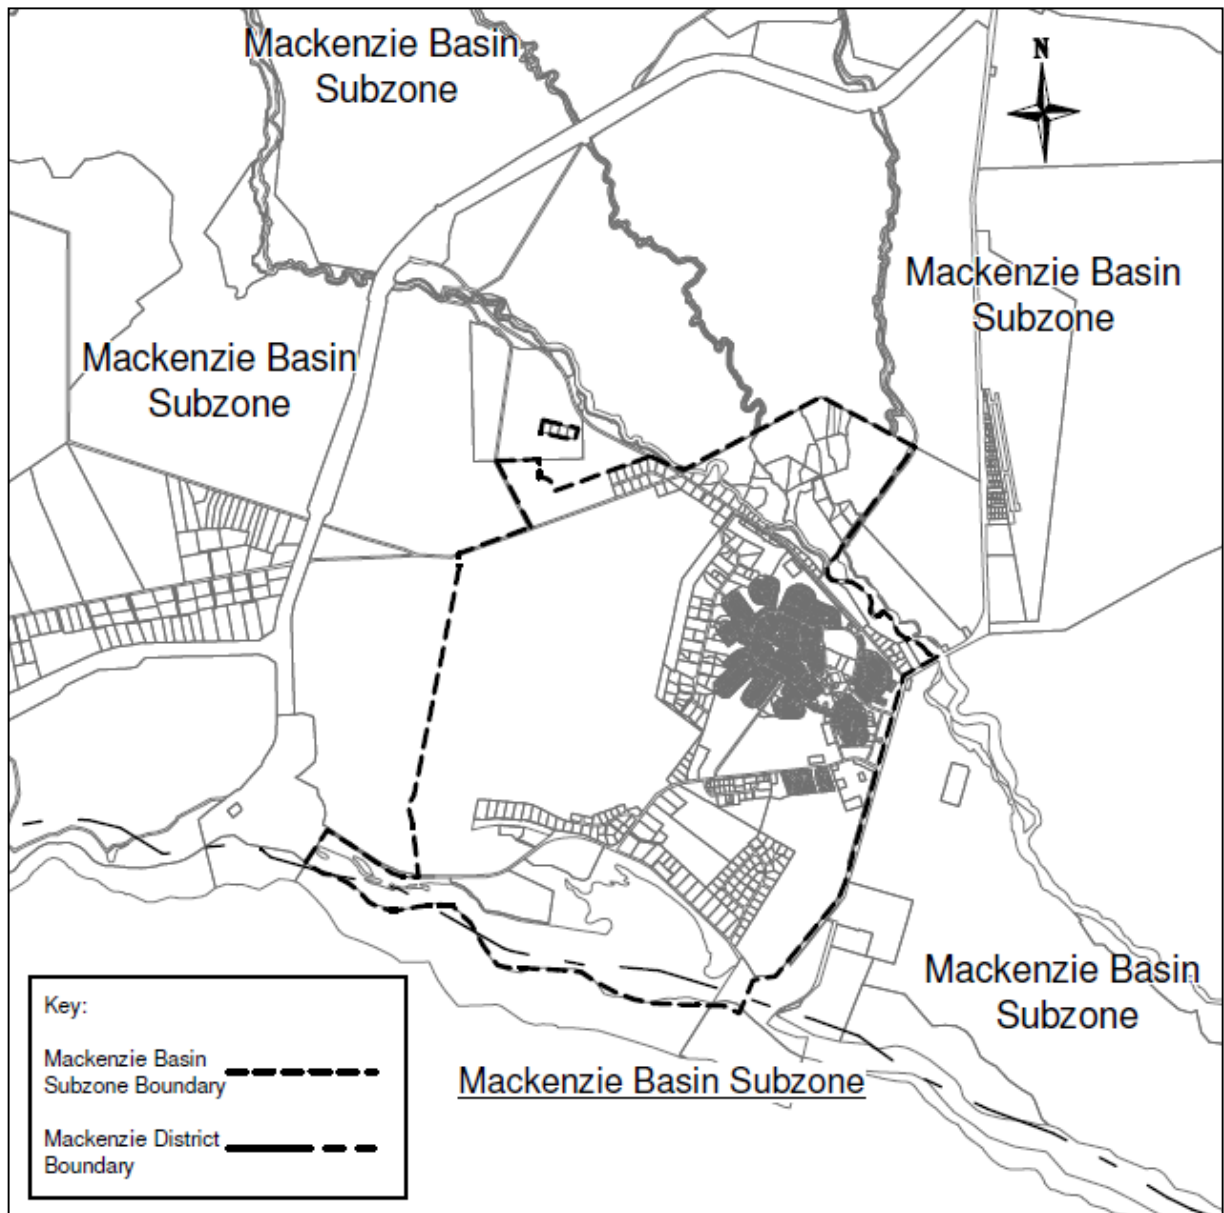 Mackenzie Basin
Subzone
N
Mackenzie Basin
Subzone
Mackenzie Basin
Subzone
Mackenzie Basin
Subzone
Key:
Mackenzie Basin
Subzone Boundary
Mackenzie District
Boundary
Mackenzie Basin Subzone